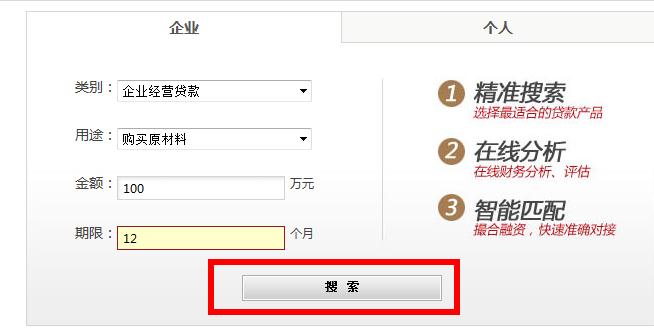 企业
个人
类别：企业经营贷款
用途：购买原材料
金额：100 万元
期限：12 个月
搜 索
1 精准搜索
选择最适合的贷款产品
2 在线分析
在线财务分析、评估
3 智能匹配
撮合融资，快速准确对接